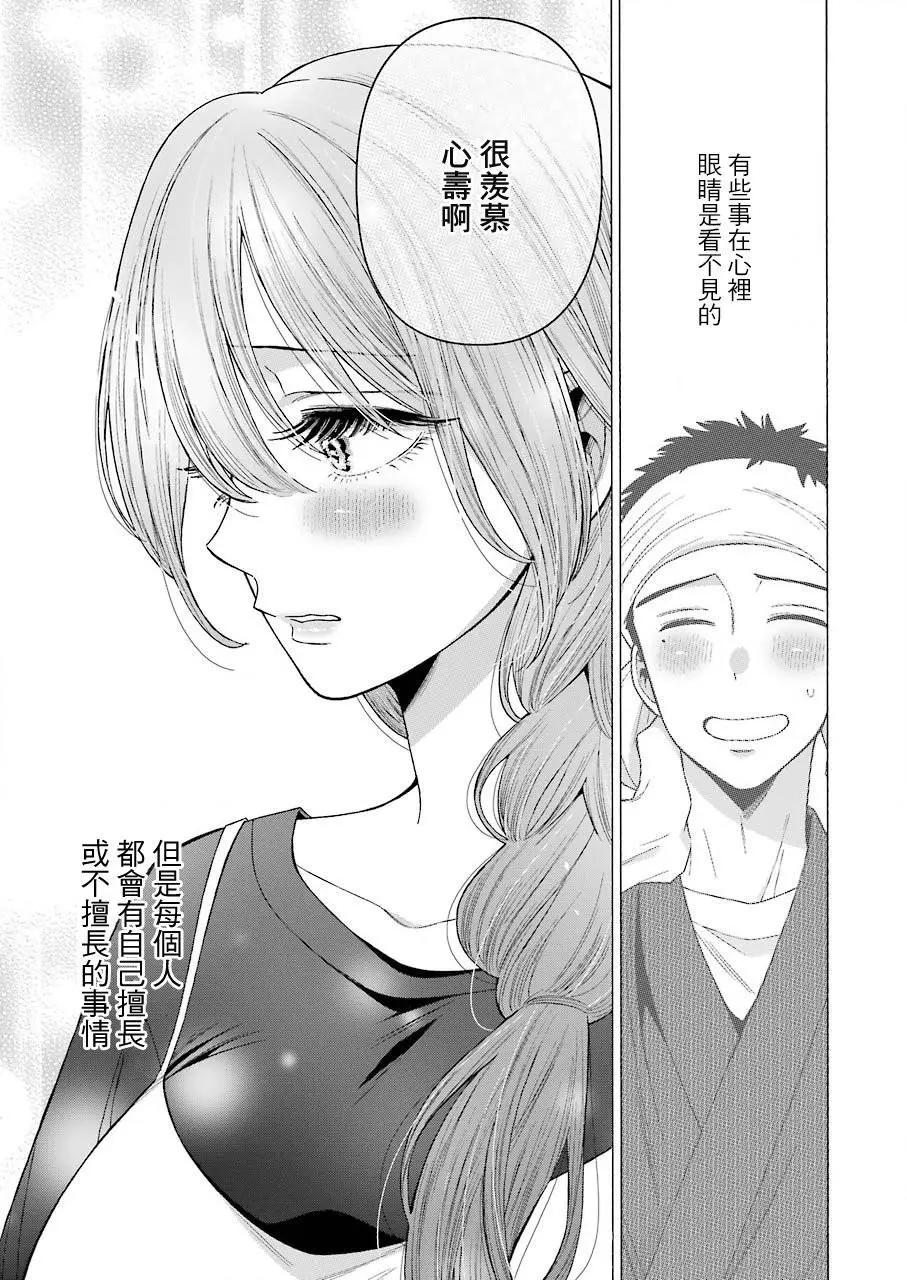 有些事在心裡
眼睛是看不見的
很羨慕
心壽啊
但是每個人
都會有自己擅長
或不擅長的事情